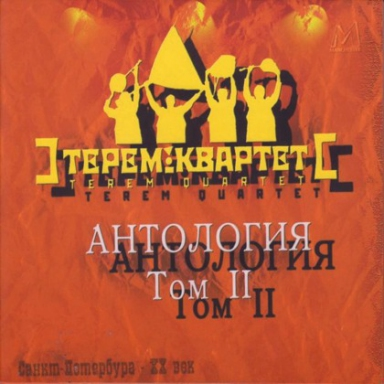 М
ТЕРЕМ:КВАРТЕТ
TEREM QUARTET
TEREM QUARTET
АНТОЛОГИЯ
АНТОЛОГИЯ
Том II
Том II
Санкт-Петербург · XX век